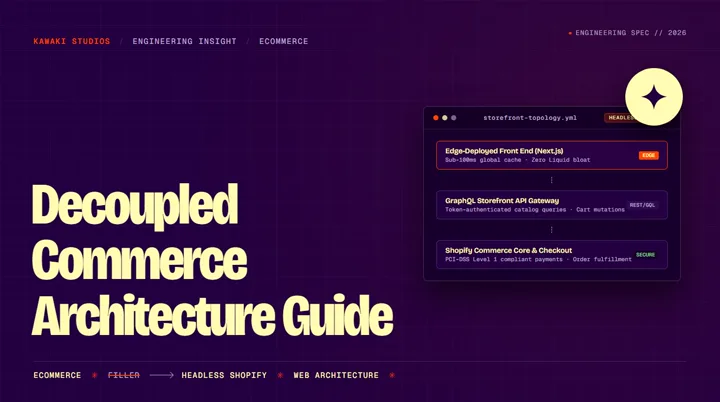 KAWAKI STUDIOS / ENGINEERING INSIGHT / ECOMMERCE
ENGINEERING SPEC // 2026
storefront-topology.yml
HEADLES
Edge-Deployed Front End (Next.js)
Sub-100ms global cache · Zero Liquid bloat
EDGE
GraphQL Storefront API Gateway
Token-authenticated catalog queries · Cart mutations
REST/GQL
Shopify Commerce Core & Checkout
PCI-DSS Level 1 compliant payments · Order fulfillment
SECURE
Decoupled
Commerce
Architecture Guide
ECOMMERCE * FILLER → HEADLESS SHOPIFY * WEB ARCHITECTURE *